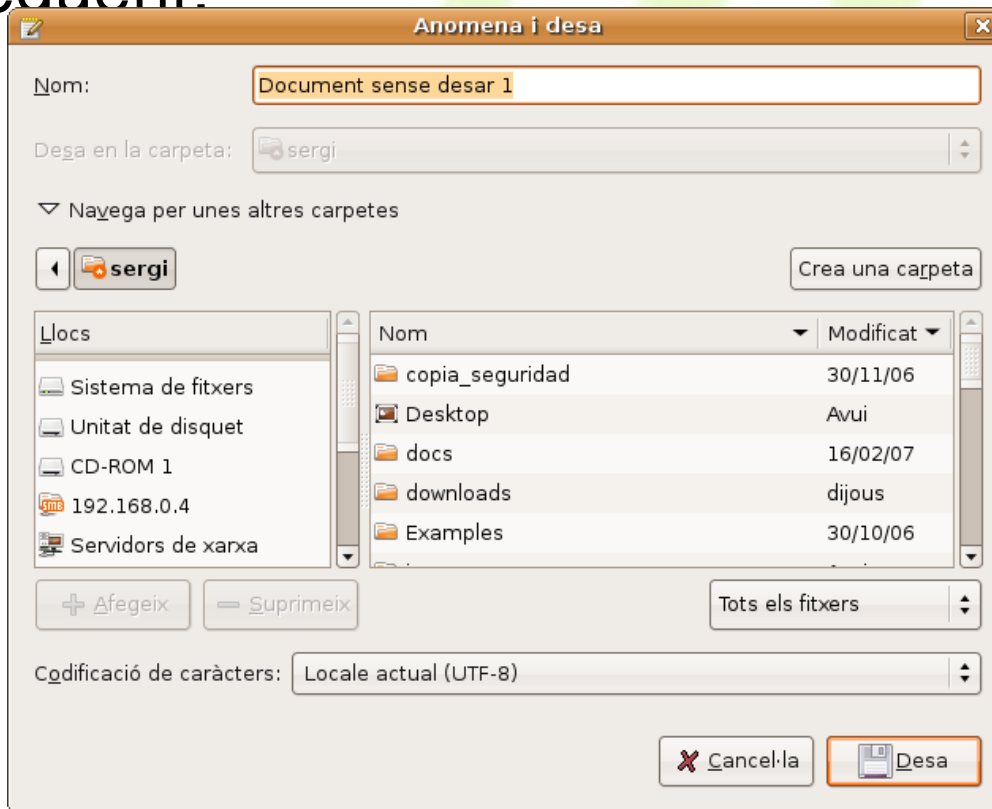 Anomena i desa
Nom: Document sense desar 1
Desa en la carpeta: sergi
Navega per unes altres carpetes
sergi Crea una carpeta
Llocs Nom Modificat
Sistema de fitxers copia_seguridad 30/11/06
Unitat de disquet Desktop Avui
CD-ROM 1 docs 16/02/07
192.168.0.4 downloads dijous
Servidors de xarxa Examples 30/10/06
Afegeix Suprimeix Tots els fitxers
Codificació de caràcters: Locale actual (UTF-8)
Cancel·la Desa